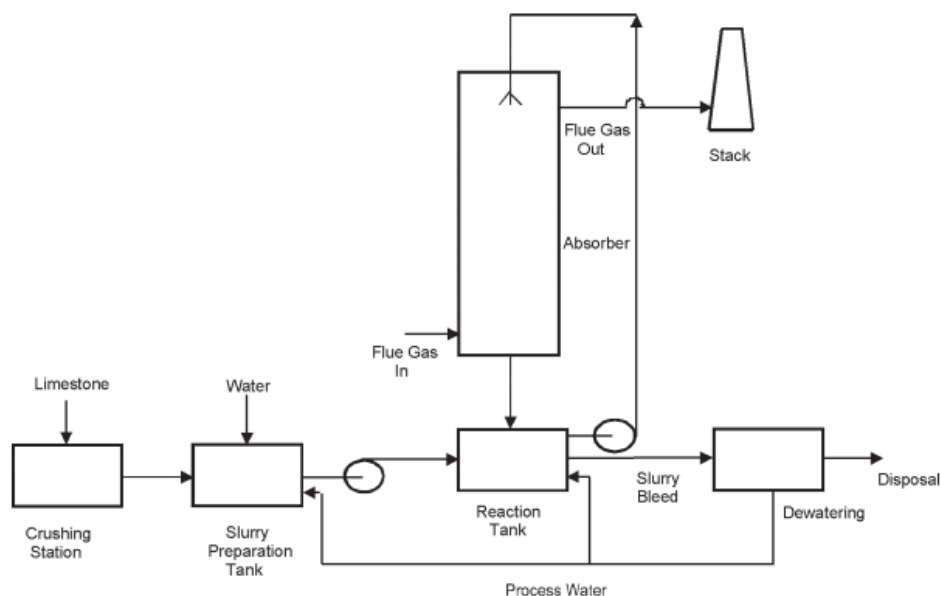 Flue Gas
Out
Stack
Absorber
Flue Gas
In
Limestone
Water
Crushing
Station
Slurry
Preparation
Tank
Reaction
Tank
Slurry
Bleed
Dewatering
Disposal
Process Water